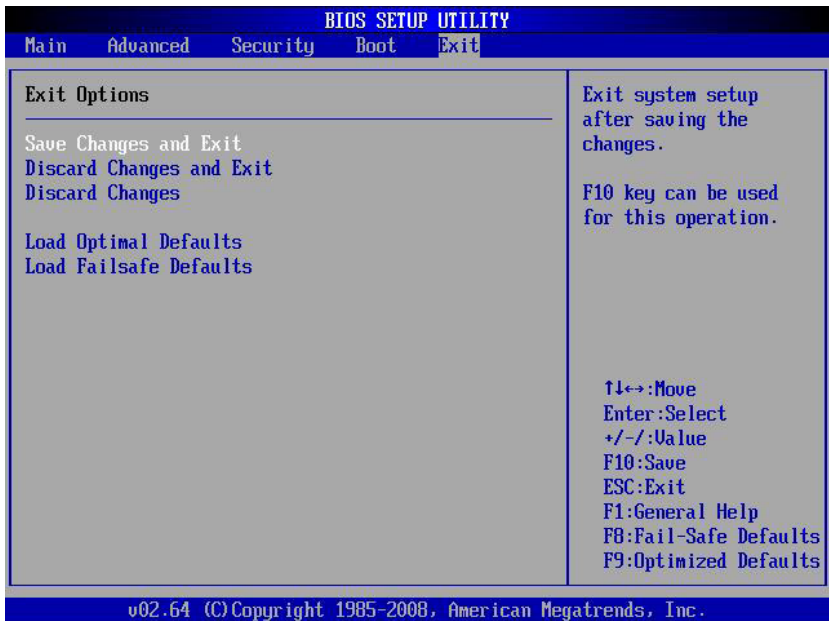 BIOS SETUP UTILITY
Main Advanced Security Boot Exit
Exit Options
Save Changes and Exit
Discard Changes and Exit
Discard Changes
Load Optimal Defaults
Load Failsafe Defaults
Exit system setup
after saving the
changes.
F10 key can be used
for this operation.
↑↓←→:Move
Enter:Select
+/-/:Value
F10:Save
ESC:Exit
F1:General Help
F8:Fail-Safe Defaults
F9:Optimized Defaults
v02.64 (C)Copyright 1985-2008, American Megatrends, Inc.